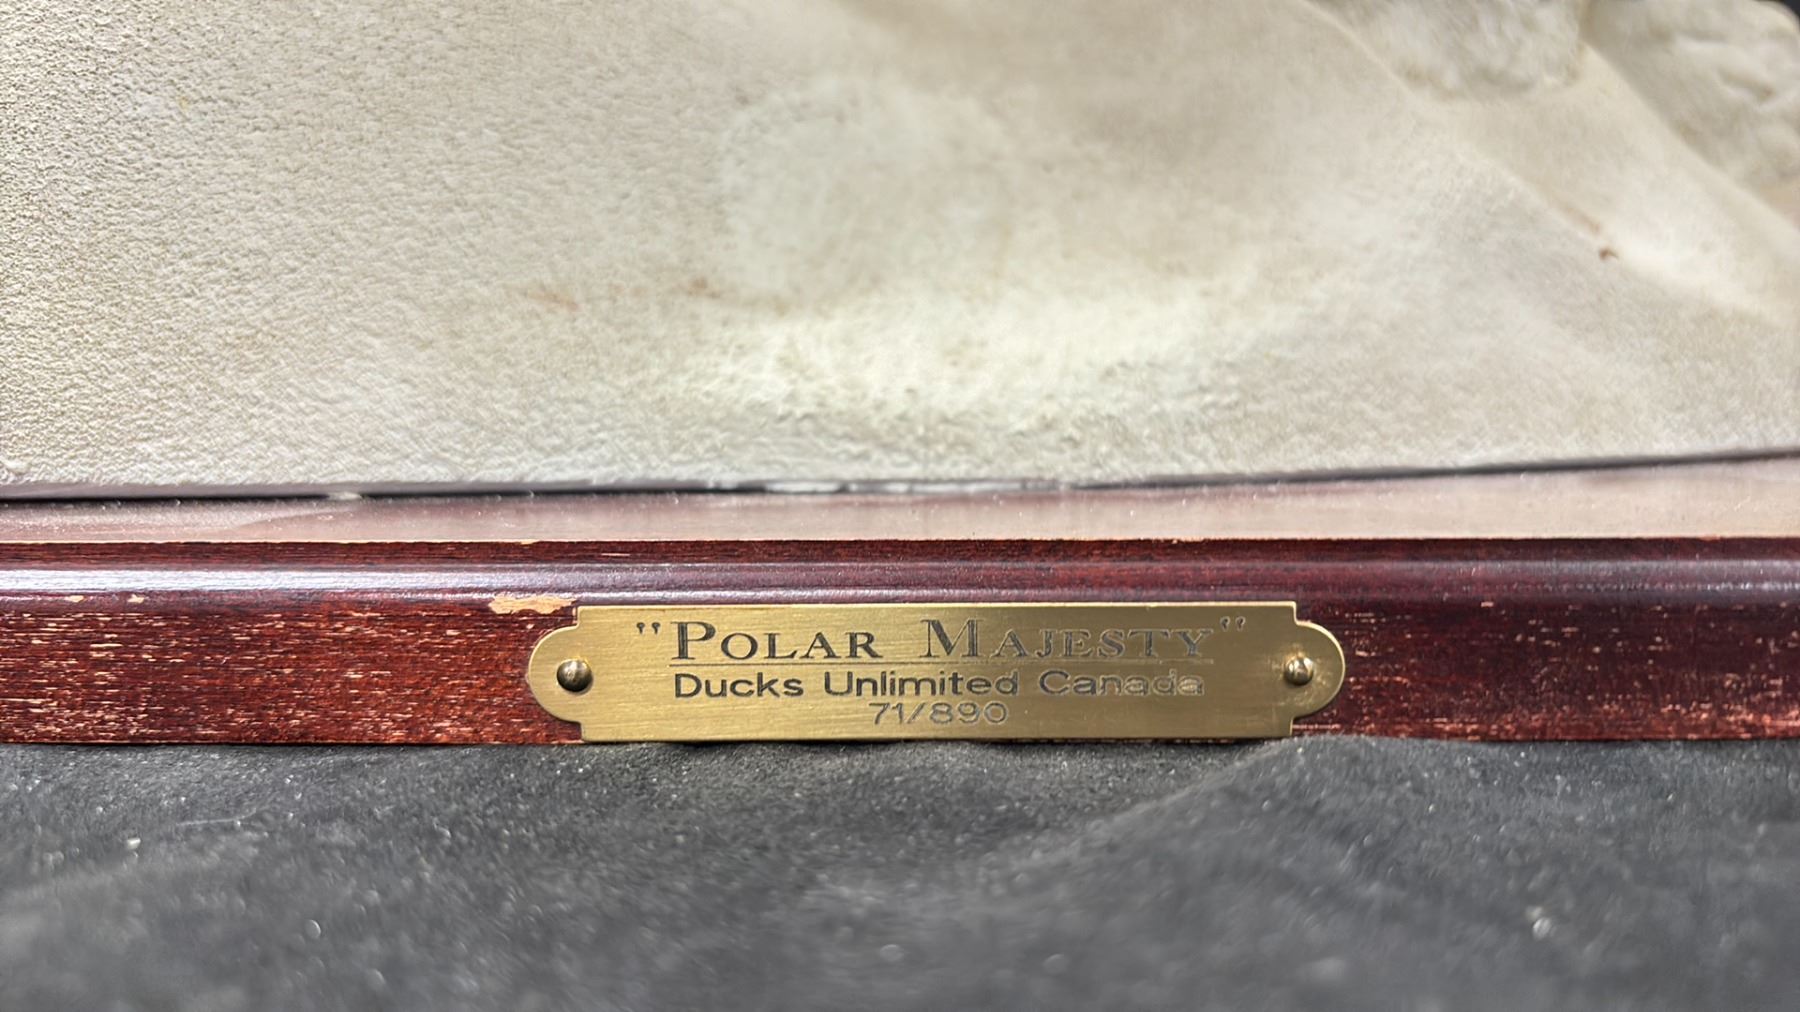 "POLAR MAJESTY"
Ducks Unlimited Canada
71/890